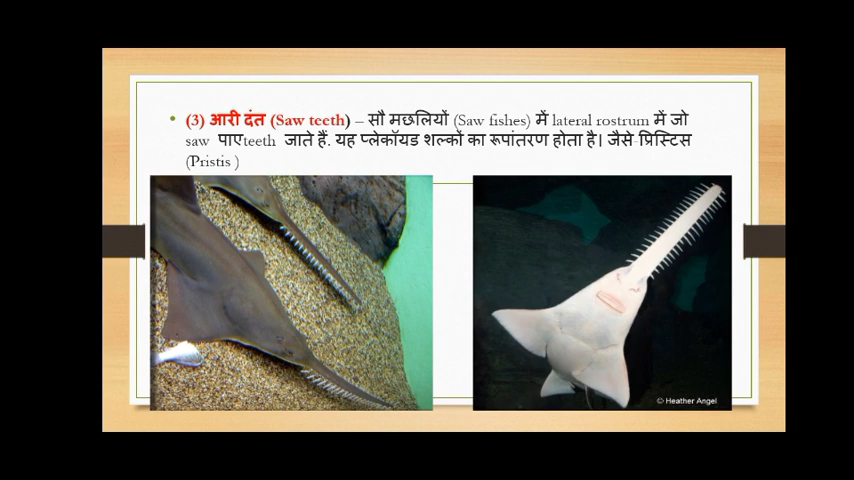 (3) आरी दंत (Saw teeth) – सौ मछलियों (Saw fishes) में lateral rostrum में जो
saw पाएteeth जाते हैं. यह प्लेकॉयड शल्कों का रूपांतरण होता है। जैसे-प्रिस्टिस
(Pristis )
© Heather Angel